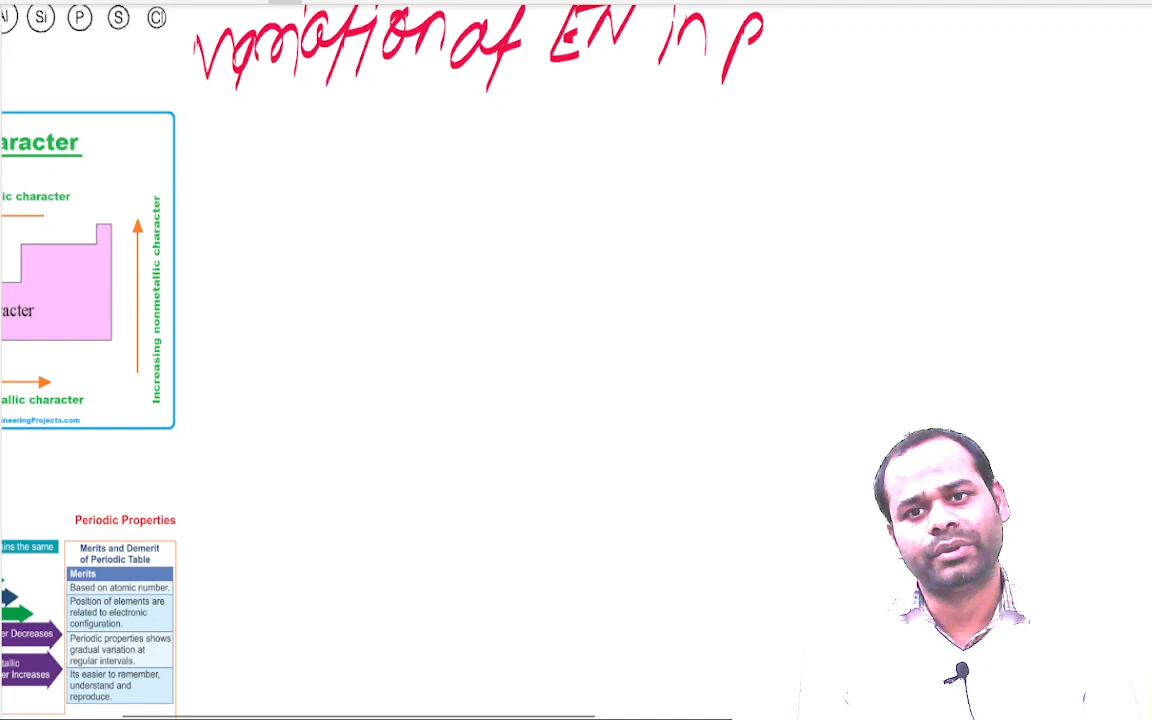 Al Si P S Cl
variation of EN in p
aracter
ic character
Increasing nonmetallic character
acter
allic character
ineeringProjects.com
Periodic Properties
ins the same
er Decreases
tallic
er Increases
Merits and Demerit
of Periodic Table
Merits
Based on atomic number.
Position of elements are
related to electronic
configuration.
Periodic properties shows
gradual variation at
regular intervals.
Its easier to remember,
understand and
reproduce.